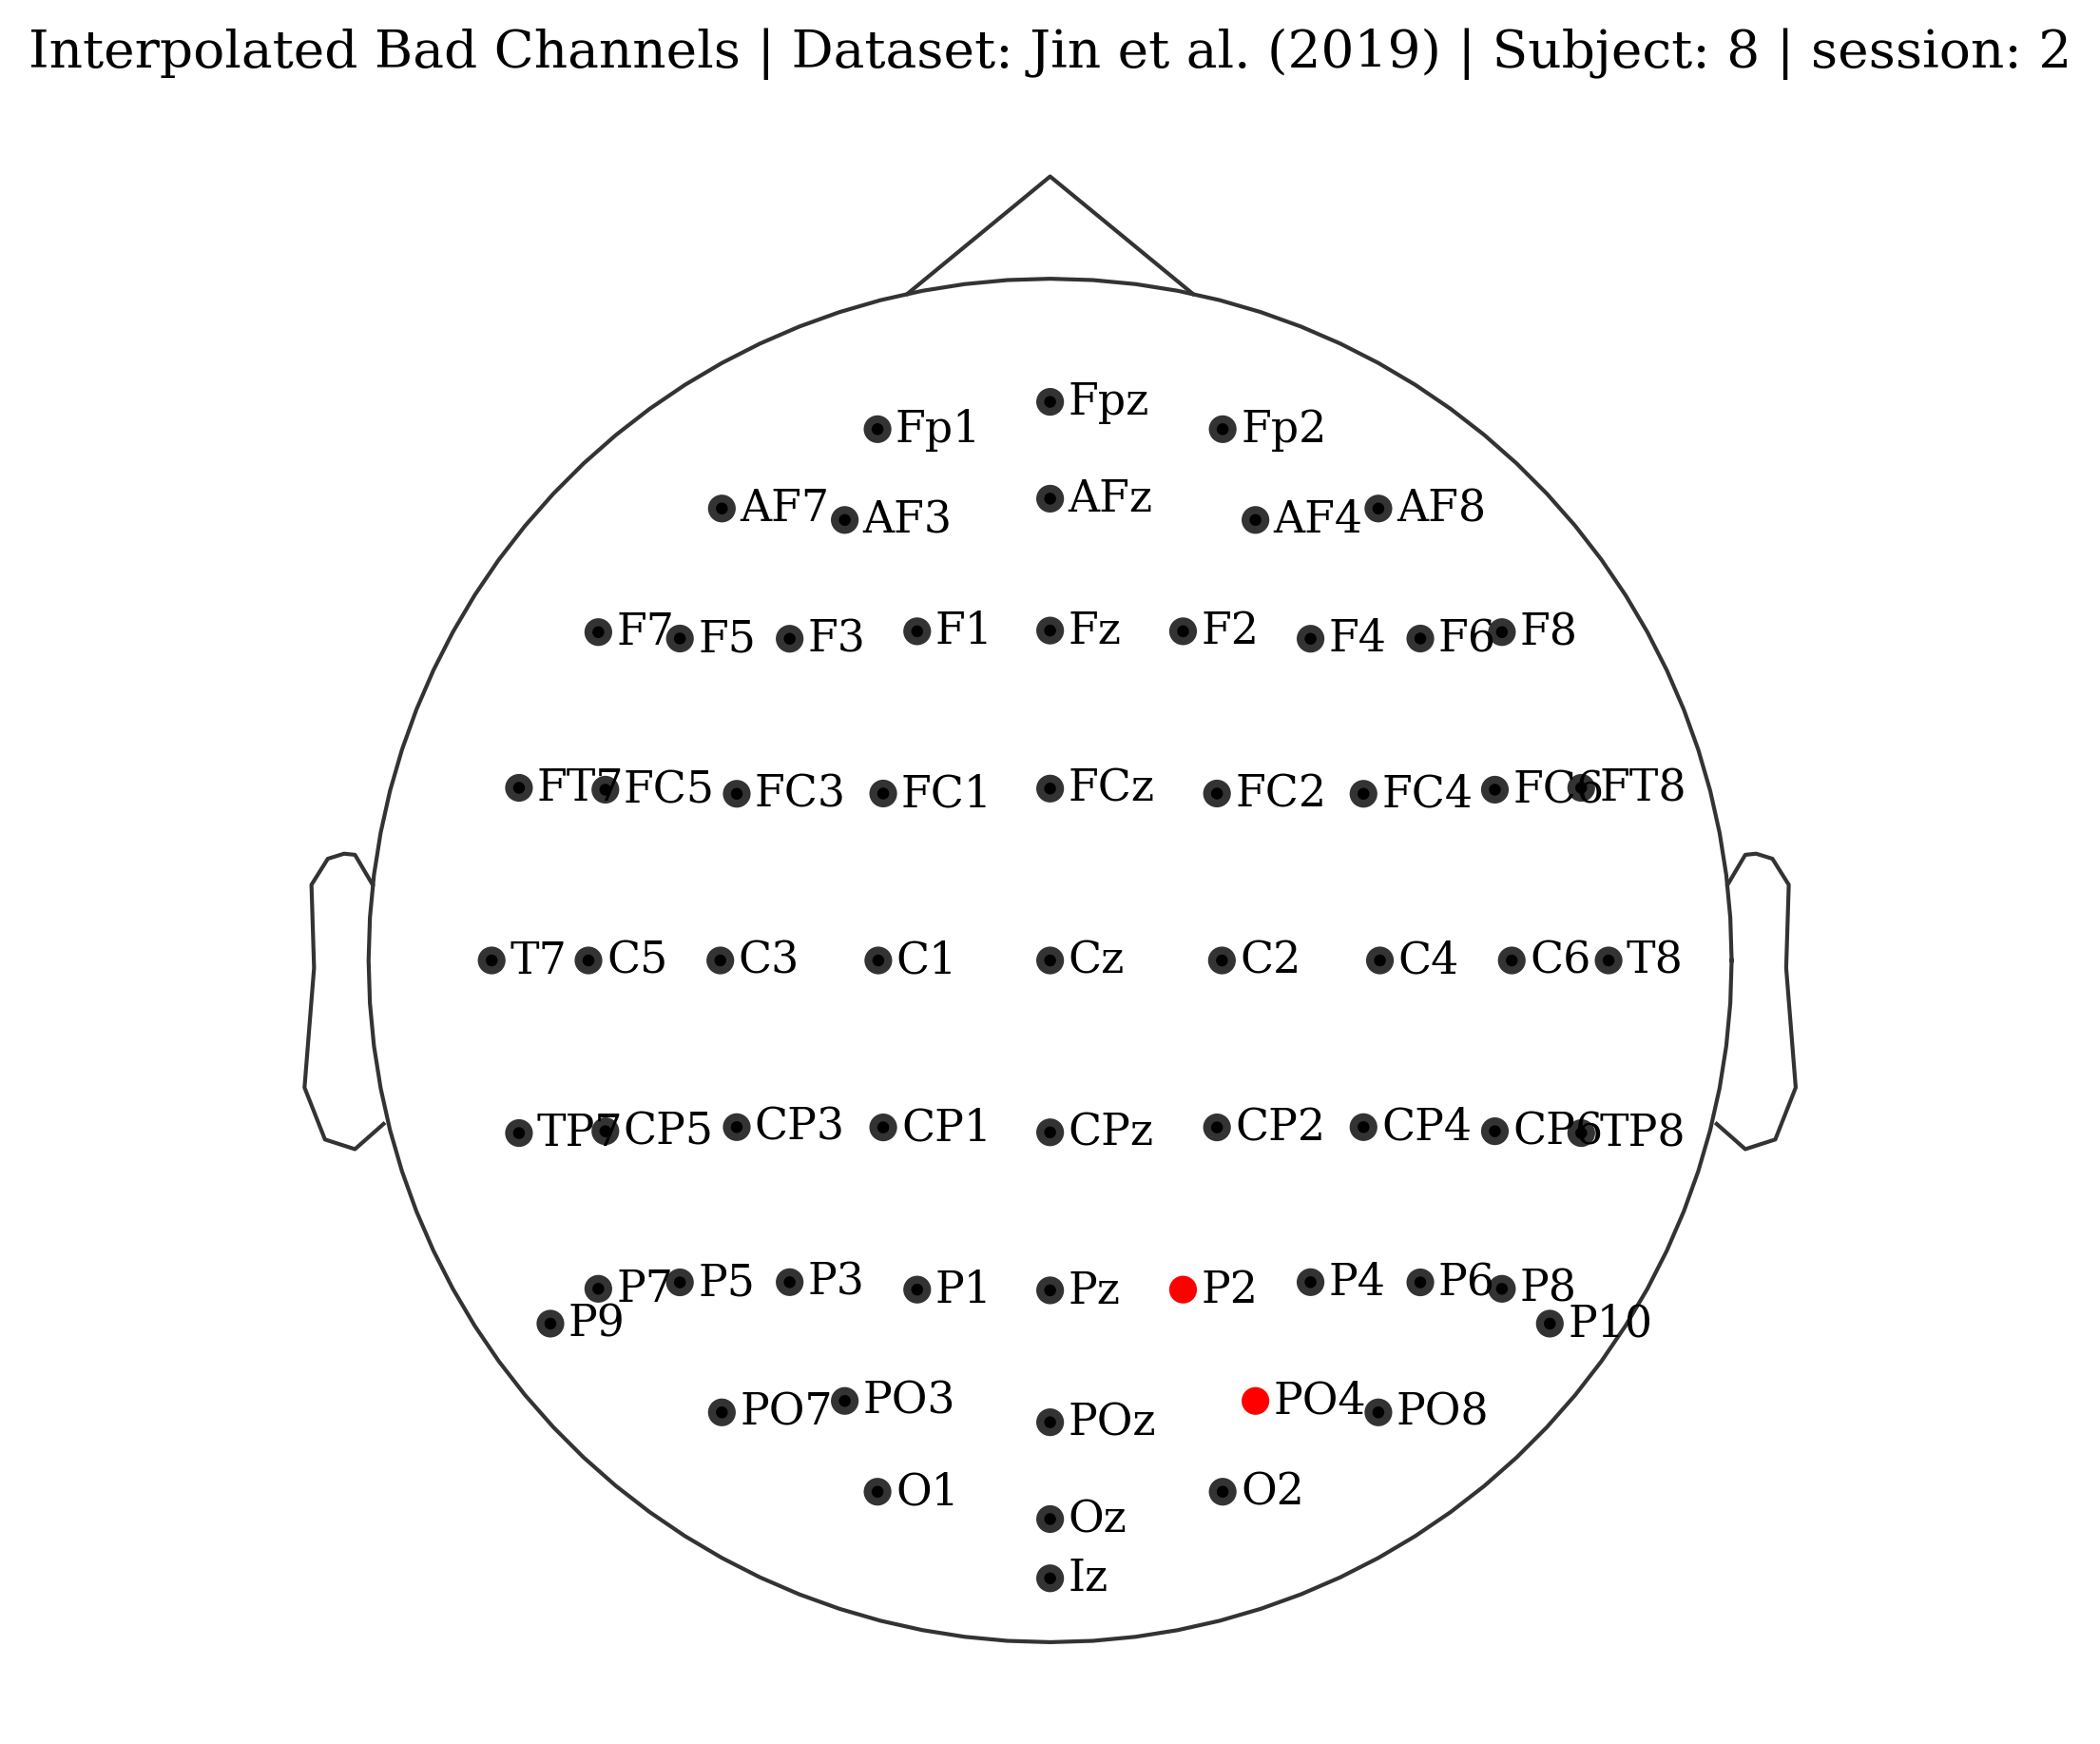 Interpolated Bad Channels | Dataset: Jin et al. (2019) | Subject: 8 | session: 2
Fpz
Fp1 Fp2
AFz
AF7 AF3 AF4 AF8
F7 F5 F3 F1 Fz F2 F4 F6 F8
FT7 FC5 FC3 FC1 FCz FC2 FC4 FC6 FT8
T7 C5 C3 C1 Cz C2 C4 C6 T8
TP7 CP5 CP3 CP1 CPz CP2 CP4 CP6 TP8
P7 P5 P3 P1 Pz P2 P4 P6 P8
P9 P10
PO7 PO3 POz PO4 PO8
O1 O2
Oz
Iz